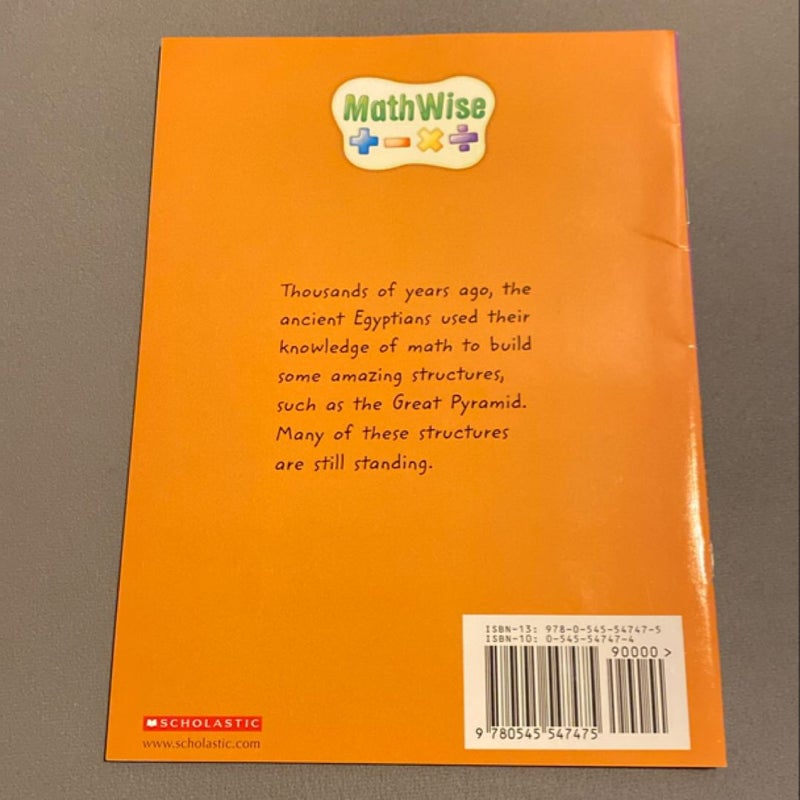 MathWise
+ - × ÷
Thousands of years ago, the
ancient Egyptians used their
knowledge of math to build
some amazing structures,
such as the Great Pyramid.
Many of these structures
are still standing.
ISBN-13: 978-0-545-54747-5
ISBN-10: 0-545-54747-4
90000 >
9 780545 547475
SCHOLASTIC
www.scholastic.com